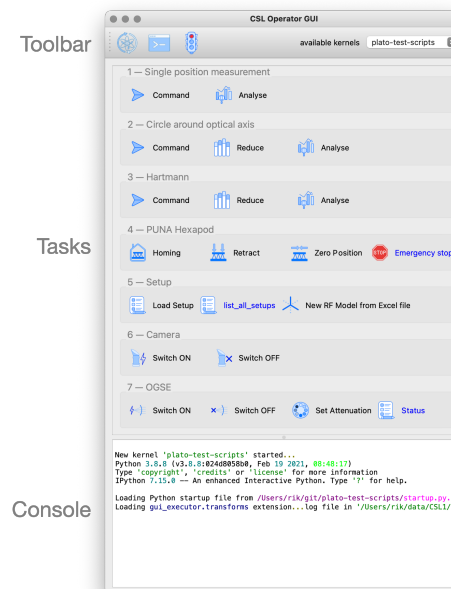 CSL Operator GUI
Toolbar
available kernels plato-test-scripts
1 — Single position measurement
Command Analyse
2 — Circle around optical axis
Command Reduce Analyse
3 — Hartmann
Command Reduce Analyse
Tasks
4 — PUNA Hexapod
Homing Retract Zero Position STOP Emergency stop
5 — Setup
Load Setup list_all_setups New RF Model from Excel file
6 — Camera
Switch ON Switch OFF
7 — OGSE
Switch ON Switch OFF Set Attenuation Status
Console
New kernel 'plato-test-scripts' started...
Python 3.8.8 (v3.8.8:024d8058b0, Feb 19 2021, 08:48:17)
Type 'copyright', 'credits' or 'license' for more information
IPython 7.15.0 -- An enhanced Interactive Python. Type '?' for help.
Loading Python startup file from /Users/rik/git/plato-test-scripts/startup.py.
Loading gui_executor.transforms extension...log file in '/Users/rik/data/CSL1/